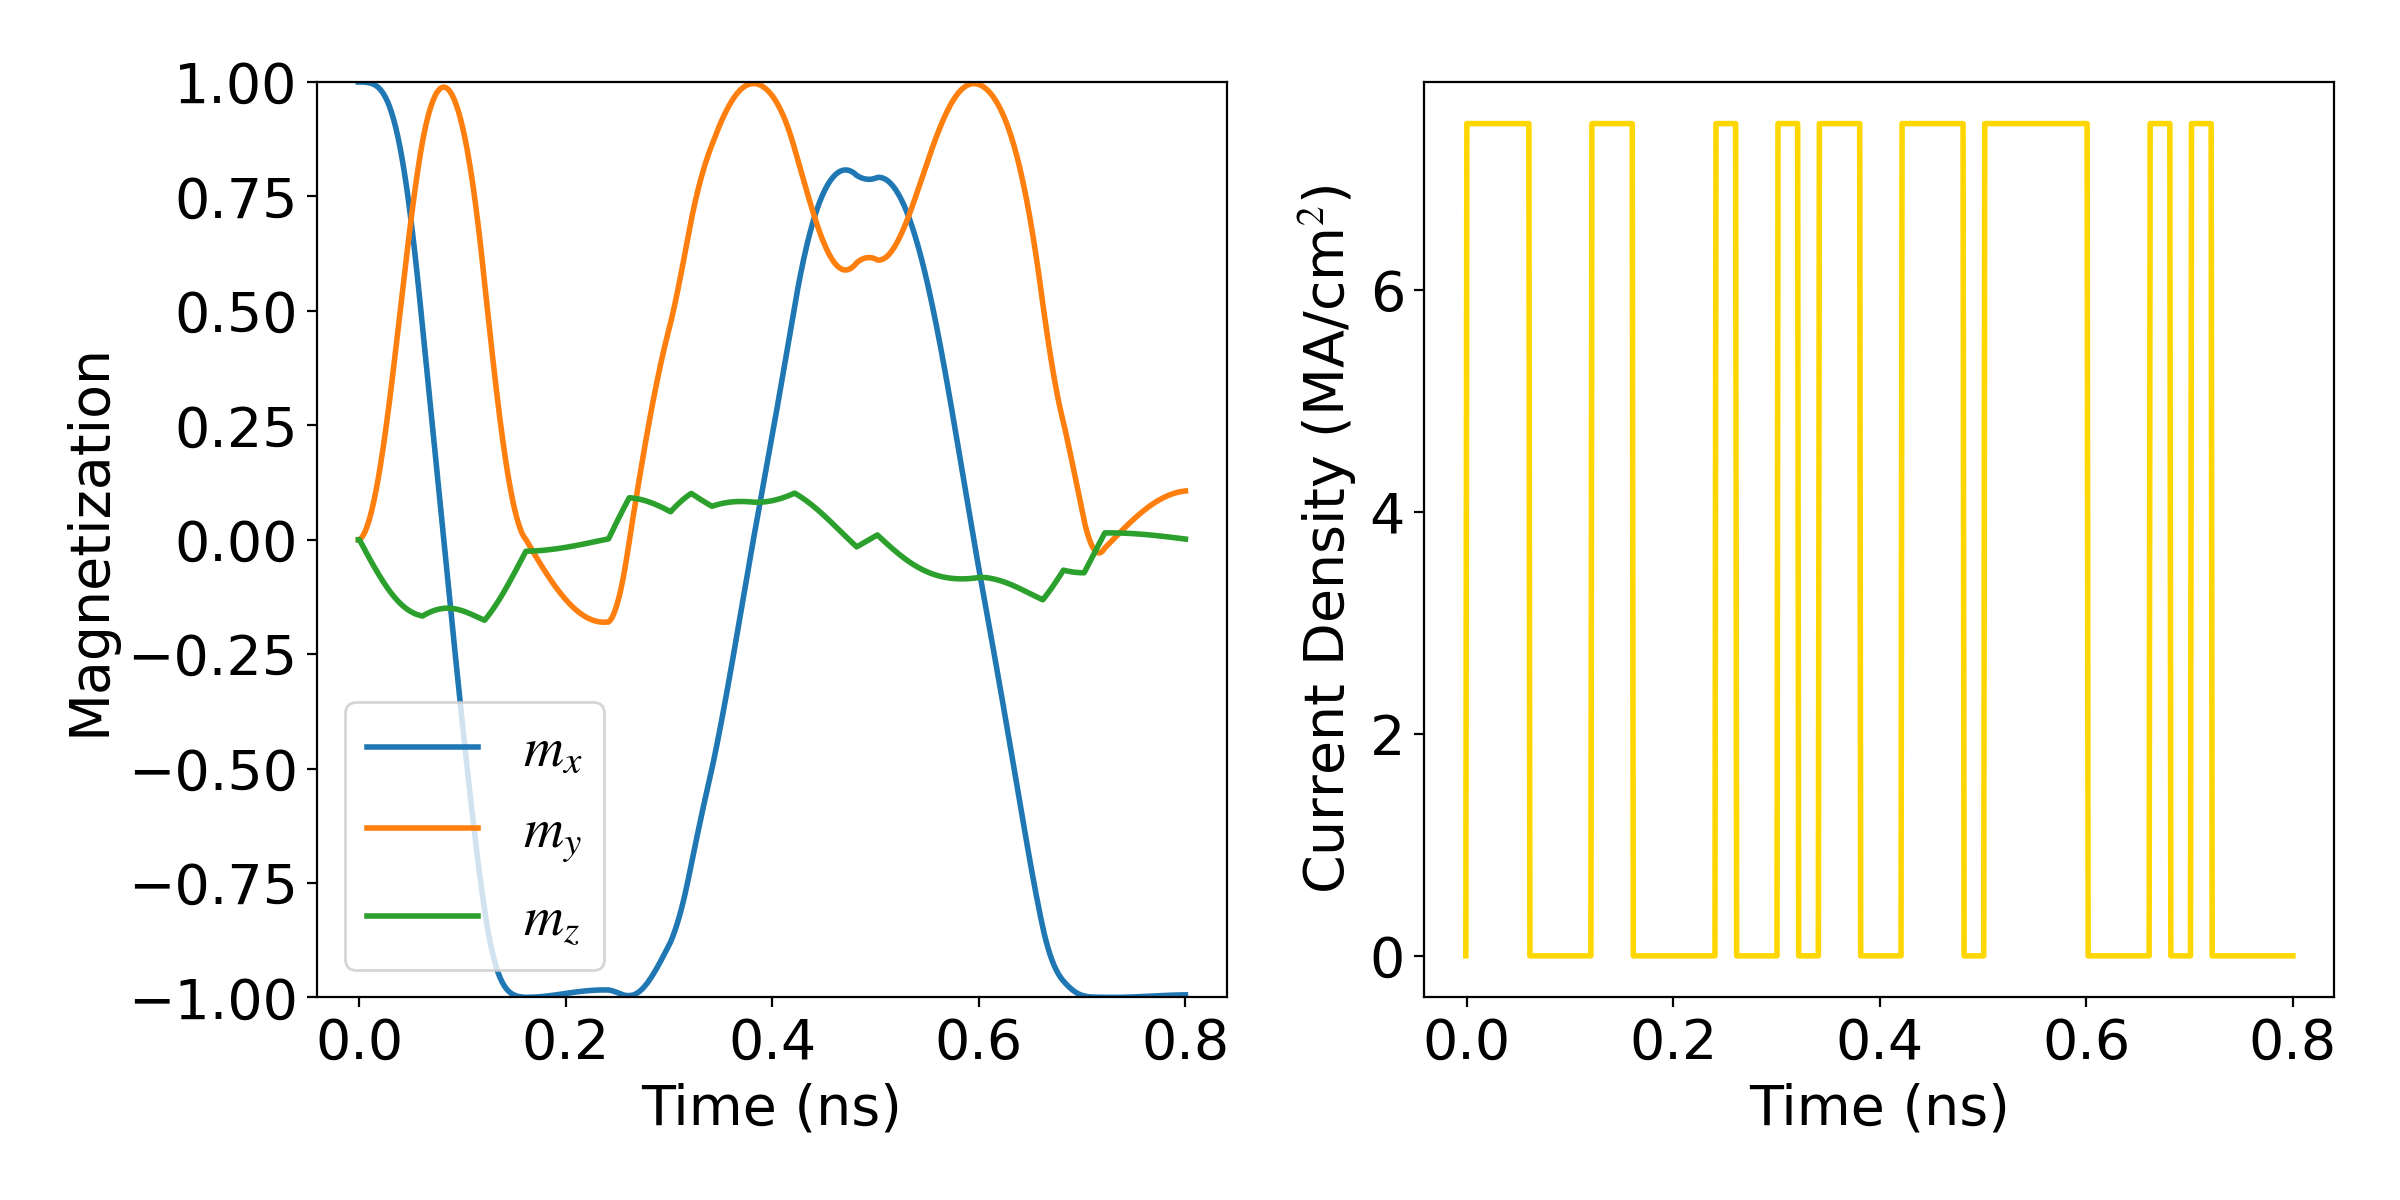 Magnetization
1.00
0.75
0.50
0.25
0.00
−0.25
−0.50
−0.75
−1.00
m_x
m_y
m_z
0.0 0.2 0.4 0.6 0.8
Time (ns)
Current Density (MA/cm²)
6
4
2
0
0.0 0.2 0.4 0.6 0.8
Time (ns)